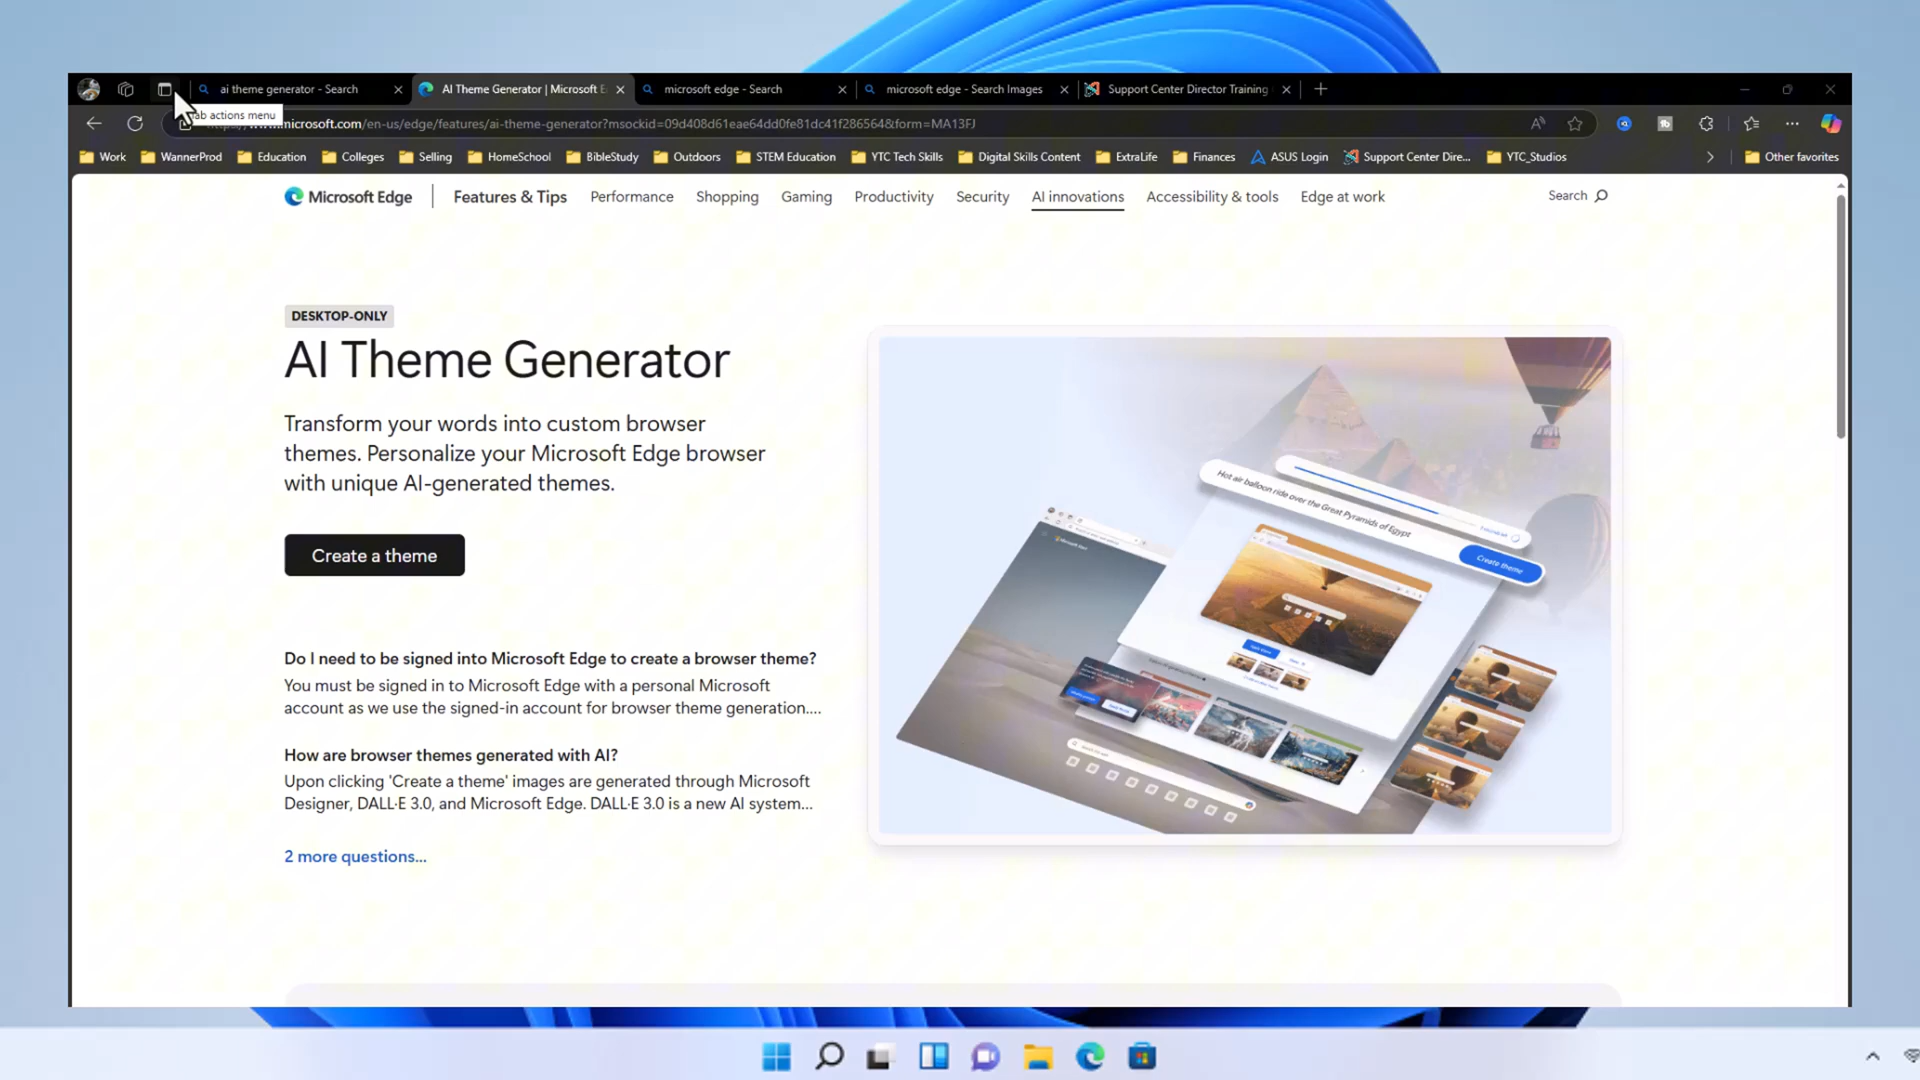 ai theme generator - Search
AI Theme Generator | Microsoft E
microsoft edge - Search
microsoft edge - Search Images
Support Center Director Training
ab actions menu
microsoft.com/en-us/edge/features/ai-theme-generator?msockid=09d408d61eae64dd0fe81dc41f286564&form=MA13FJ
Work
WannerProd
Education
Colleges
Selling
HomeSchool
BibleStudy
Outdoors
STEM Education
YTC Tech Skills
Digital Skills Content
ExtraLife
Finances
ASUS Login
Support Center Dire...
YTC_Studios
Other favorites
Microsoft Edge
Features & Tips
Performance
Shopping
Gaming
Productivity
Security
AI innovations
Accessibility & tools
Edge at work
Search
DESKTOP-ONLY
AI Theme Generator
Transform your words into custom browser
themes. Personalize your Microsoft Edge browser
with unique AI-generated themes.
Create a theme
Hot air balloon ride over the Great Pyramids of Egypt
Create theme
Do I need to be signed into Microsoft Edge to create a browser theme?
You must be signed in to Microsoft Edge with a personal Microsoft
account as we use the signed-in account for browser theme generation....
How are browser themes generated with AI?
Upon clicking 'Create a theme' images are generated through Microsoft
Designer, DALL·E 3.0, and Microsoft Edge. DALL·E 3.0 is a new AI system...
2 more questions...